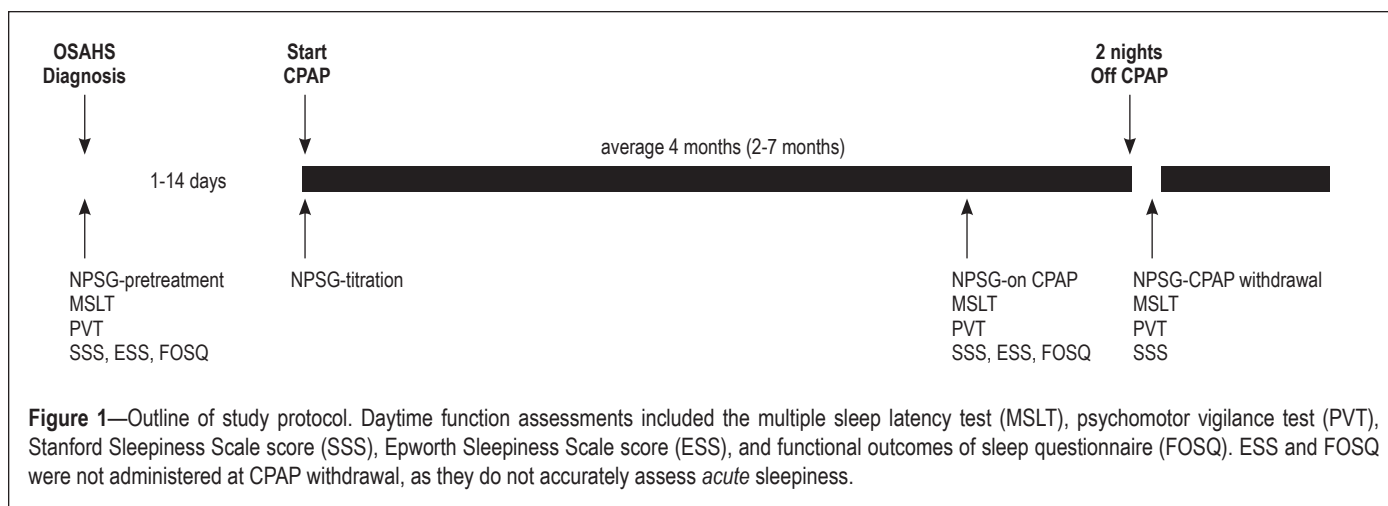 OSAHS
Diagnosis
Start
CPAP
2 nights
Off CPAP
average 4 months (2-7 months)
1-14 days
NPSG-pretreatment
MSLT
PVT
SSS, ESS, FOSQ
NPSG-titration
NPSG-on CPAP
MSLT
PVT
SSS, ESS, FOSQ
NPSG-CPAP withdrawal
MSLT
PVT
SSS
Figure 1—Outline of study protocol. Daytime function assessments included the multiple sleep latency test (MSLT), psychomotor vigilance test (PVT),
Stanford Sleepiness Scale score (SSS), Epworth Sleepiness Scale score (ESS), and functional outcomes of sleep questionnaire (FOSQ). ESS and FOSQ
were not administered at CPAP withdrawal, as they do not accurately assess acute sleepiness.